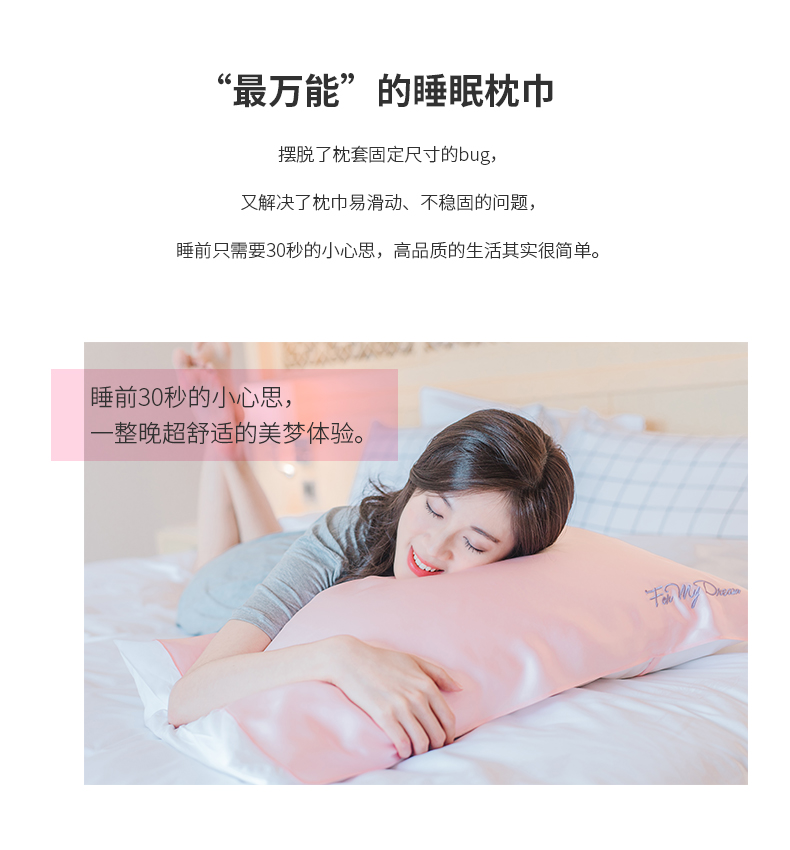 “最万能”的睡眠枕巾
摆脱了枕套固定尺寸的bug，
又解决了枕巾易滑动、不稳固的问题，
睡前只需要30秒的小心思，高品质的生活其实很简单。
睡前30秒的小心思，
一整晚超舒适的美梦体验。
For My Dream